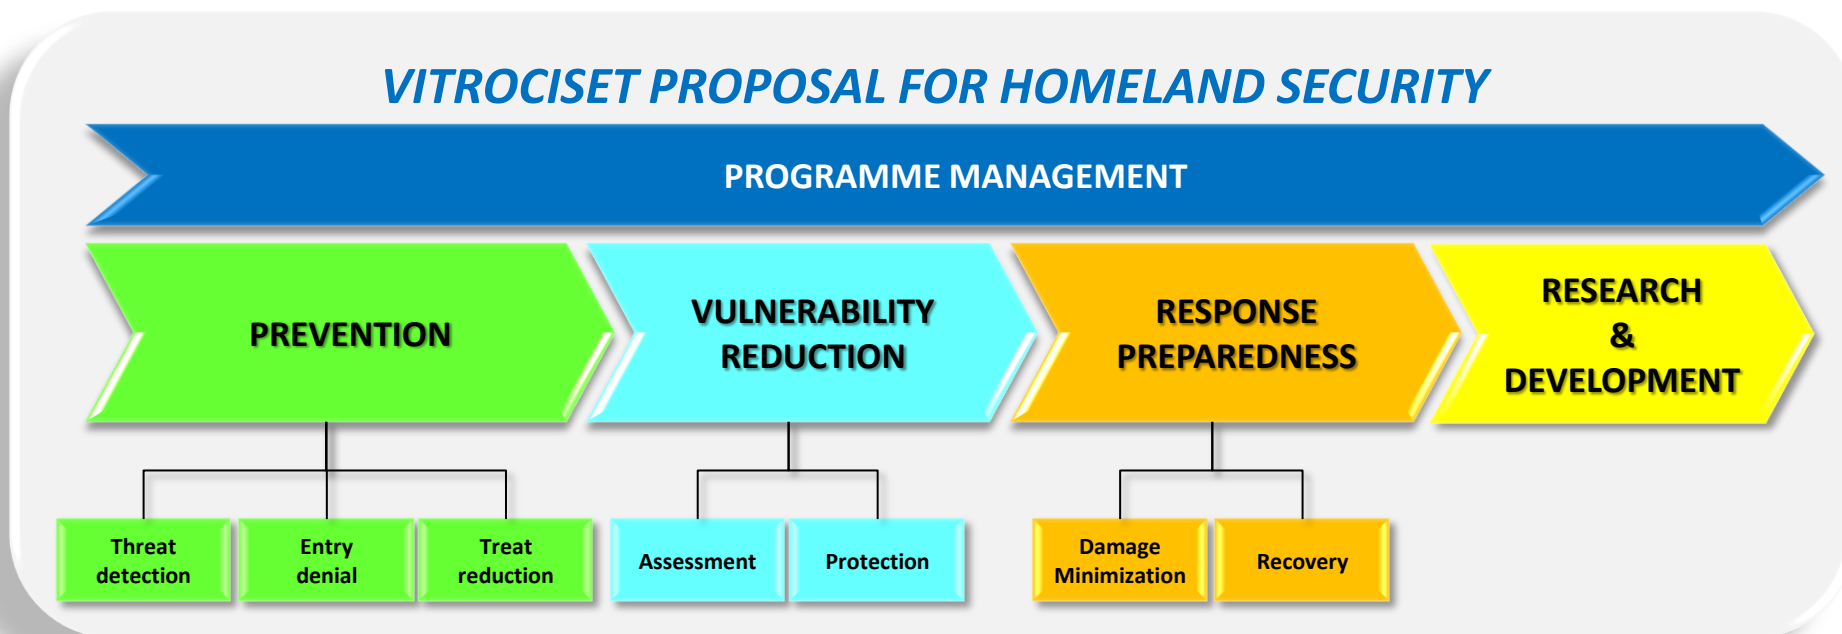 VITROCISET PROPOSAL FOR HOMELAND SECURITY
PROGRAMME MANAGEMENT
PREVENTION
VULNERABILITY
REDUCTION
RESPONSE
PREPAREDNESS
RESEARCH
&
DEVELOPMENT
Threat
detection
Entry
denial
Treat
reduction
Assessment
Protection
Damage
Minimization
Recovery